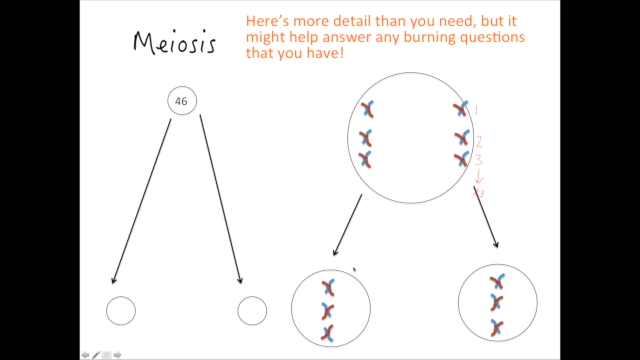 Meiosis
Here's more detail than you need, but it
might help answer any burning questions
that you have!
46
1
2
3